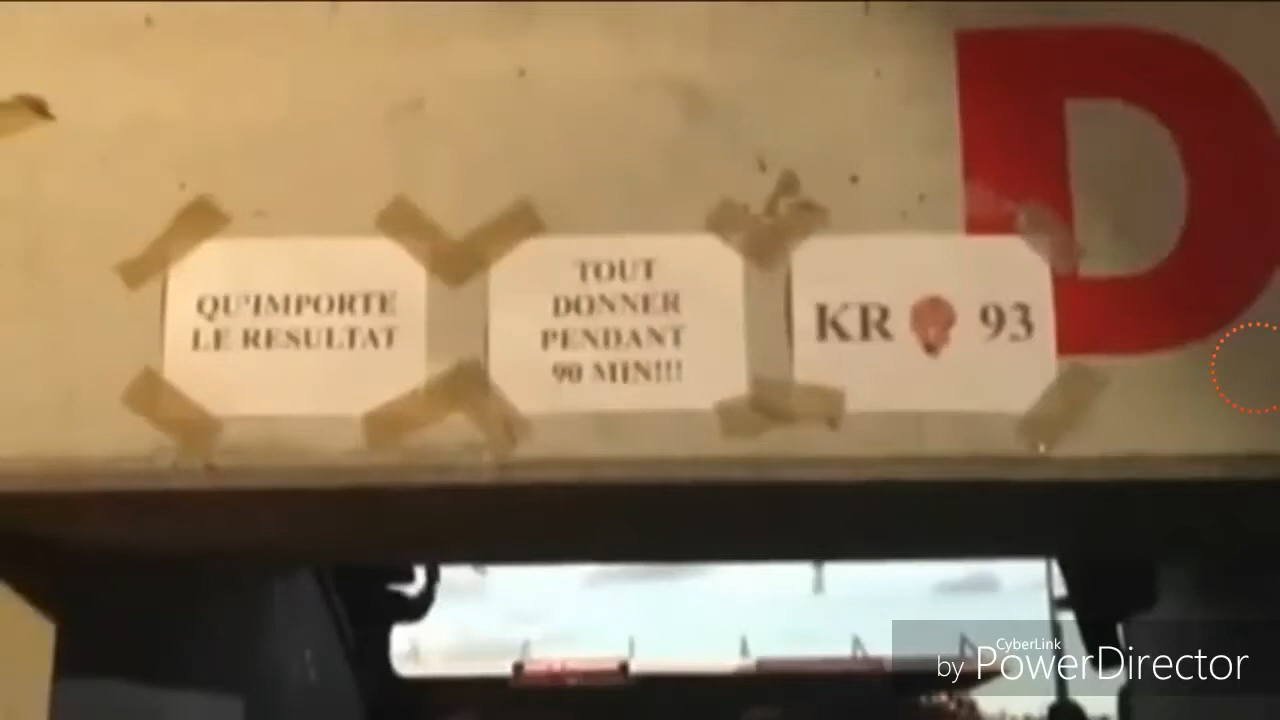 D
QU'IMPORTE
LE RESULTAT
TOUT
DONNER
PENDANT
90 MIN!!!
KR 93
CyberLink
by PowerDirector